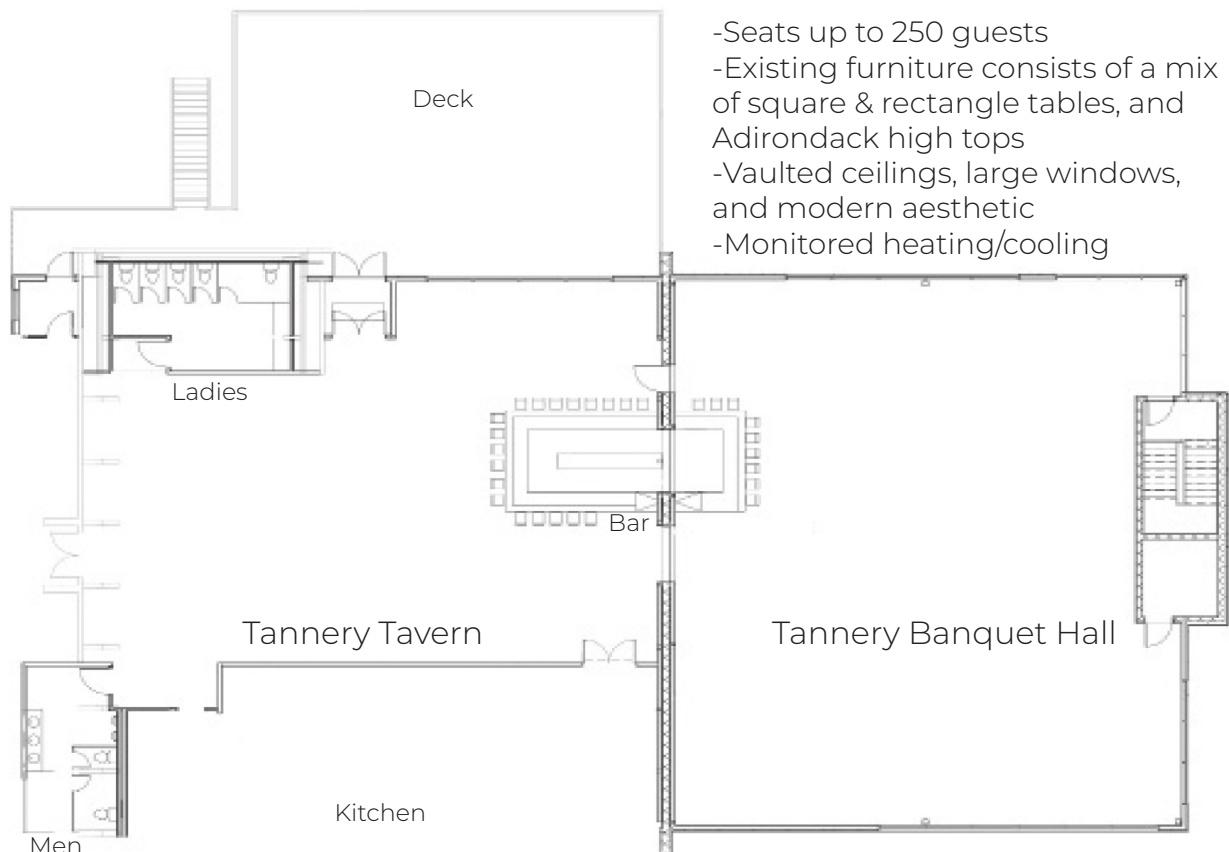 -Seats up to 250 guests
-Existing furniture consists of a mix
of square & rectangle tables, and
Adirondack high tops
-Vaulted ceilings, large windows,
and modern aesthetic
-Monitored heating/cooling
Deck
Ladies
Bar
Tannery Tavern
Tannery Banquet Hall
Kitchen
Men